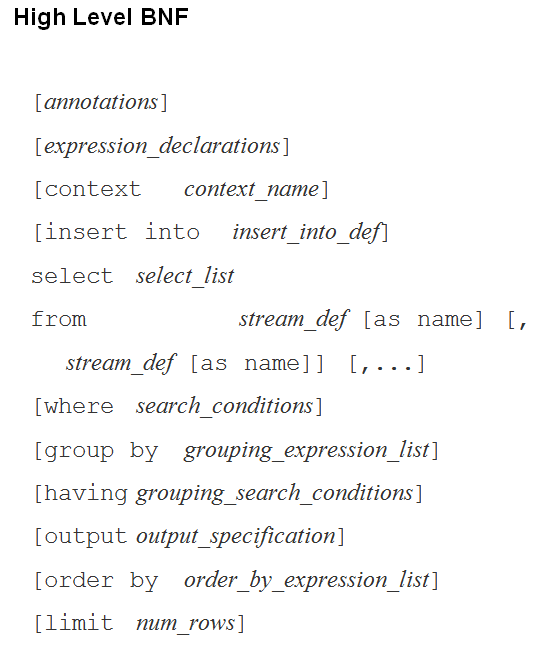 High Level BNF
[annotations]
[expression_declarations]
[context context_name]
[insert into insert_into_def]
select select_list
from stream_def [as name] [,
stream_def [as name]] [,...]
[where search_conditions]
[group by grouping_expression_list]
[having grouping_search_conditions]
[output output_specification]
[order by order_by_expression_list]
[limit num_rows]